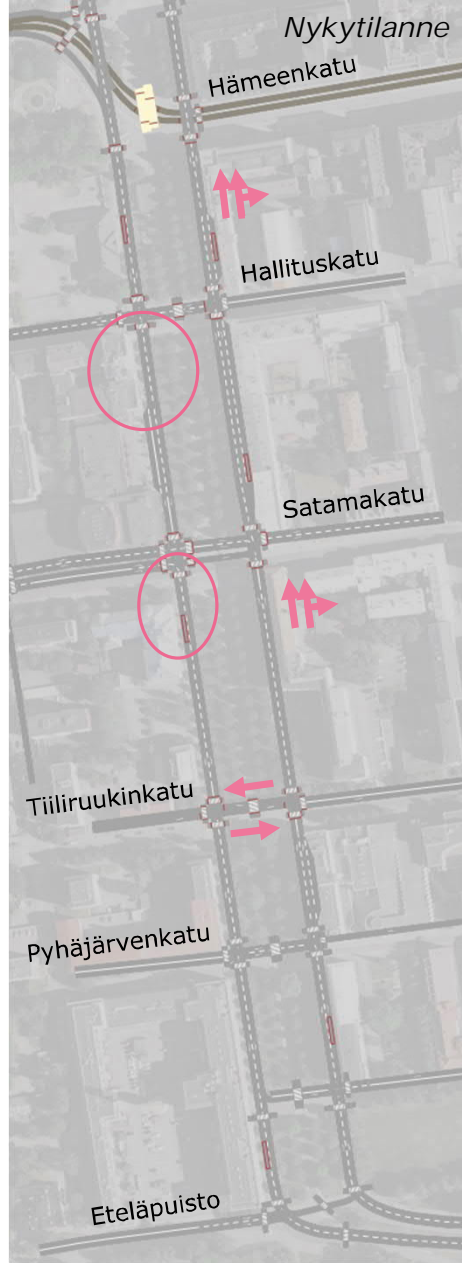 Nykytilanne
Hämeenkatu
Hallituskatu
Satamakatu
Tiiliruukinkatu
Pyhäjärvenkatu
Eteläpuisto